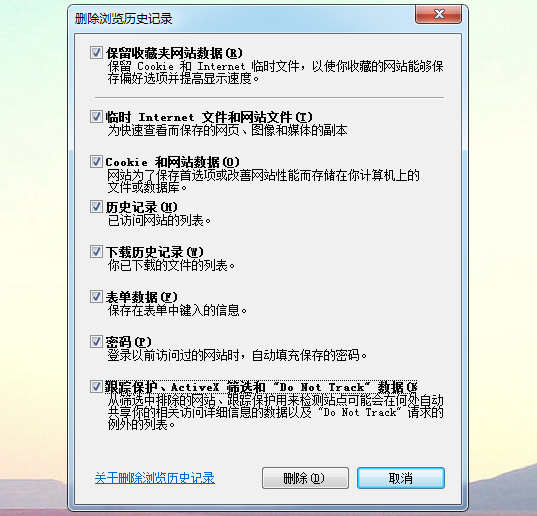 删除浏览历史记录
保留收藏夹网站数据(R)
保留 Cookie 和 Internet 临时文件，以使你收藏的网站能够保
存偏好选项并提高显示速度。
临时 Internet 文件和网站文件(T)
为快速查看而保存的网页、图像和媒体的副本
Cookie 和网站数据(O)
网站为了保存首选项或改善网站性能而存储在你计算机上的
文件或数据库。
历史记录(H)
已访问网站的列表。
下载历史记录(W)
你已下载的文件的列表。
表单数据(F)
保存在表单中键入的信息。
密码(P)
登录以前访问过的网站时，自动填充保存的密码。
跟踪保护、ActiveX 筛选和 "Do Not Track" 数据(N
从筛选中排除的网站、跟踪保护用来检测站点可能会在何处自动
共享你的相关访问详细信息的数据以及 "Do Not Track" 请求的
例外的列表。
关于删除浏览历史记录 删除(D) 取消